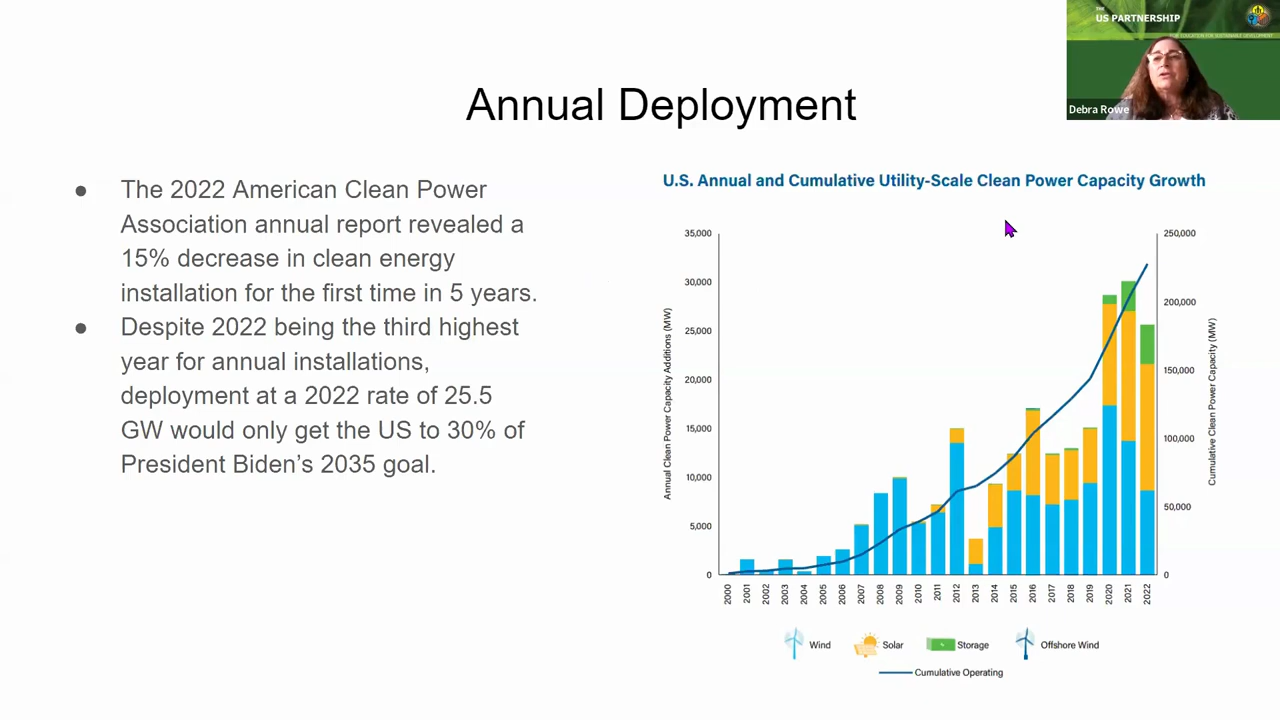 THE
US PARTNERSHIP
FOR EDUCATION FOR SUSTAINABLE DEVELOPMENT
Debra Rowe
Annual Deployment
● The 2022 American Clean Power
Association annual report revealed a
15% decrease in clean energy
installation for the first time in 5 years.
● Despite 2022 being the third highest
year for annual installations,
deployment at a 2022 rate of 25.5
GW would only get the US to 30% of
President Biden’s 2035 goal.
U.S. Annual and Cumulative Utility-Scale Clean Power Capacity Growth
Annual Clean Power Capacity Additions (MW)
35,000
30,000
25,000
20,000
15,000
10,000
5,000
0
250,000
200,000
150,000
100,000
50,000
0
Cumulative Clean Power Capacity (MW)
2000 2001 2002 2003 2004 2005 2006 2007 2008 2009 2010 2011 2012 2013 2014 2015 2016 2017 2018 2019 2020 2021 2022
Wind Solar Storage Offshore Wind
Cumulative Operating